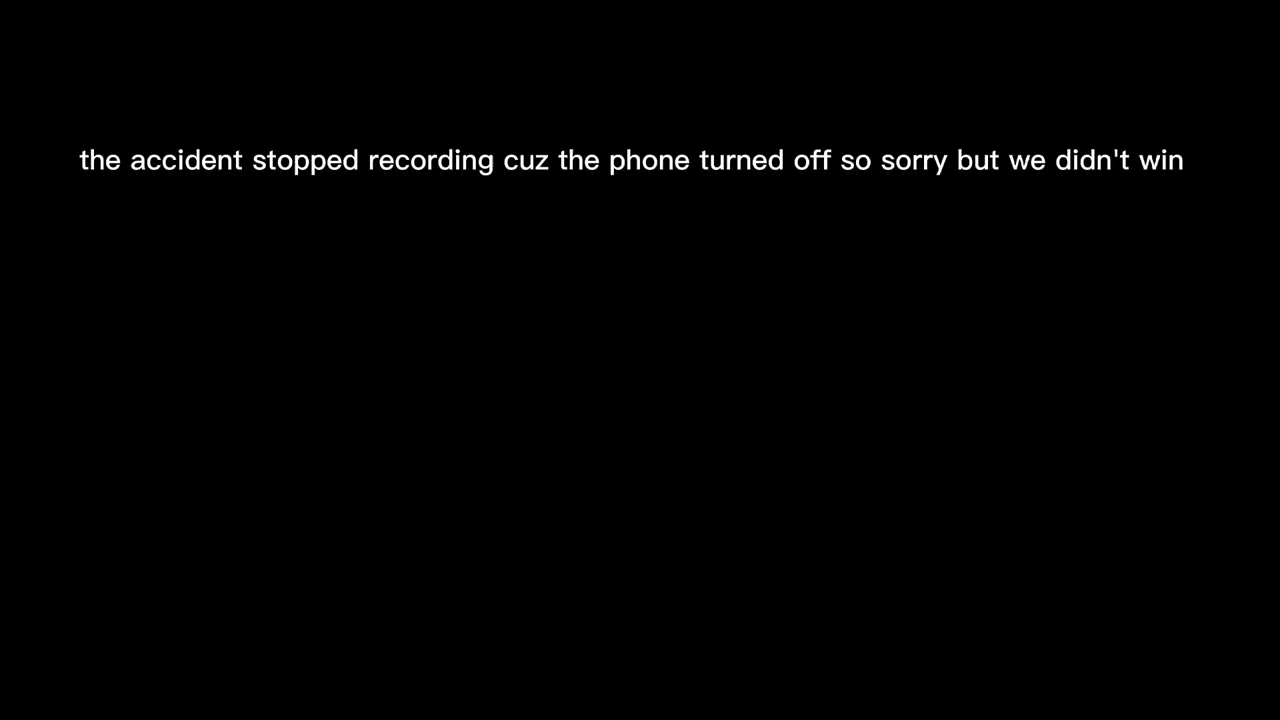 the accident stopped recording cuz the phone turned off so sorry but we didn't win